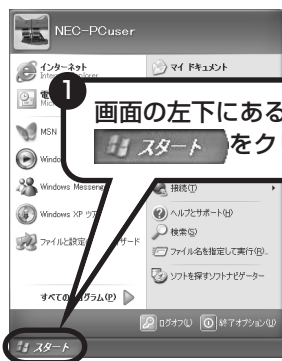 NEC-PCuser
インターネット
Internet Explorer
マイ ドキュメント
1
画面の左下にある
スタート をク
MSN
Windows Messenger
Windows XP
ファイルと設定
接続(T)
ヘルプとサポート(H)
検索(S)
ファイル名を指定して実行(R)...
ソフトを探すソフトナビゲーター
すべてのプログラム(P)
ログオフ(L)
終了オプション(U)
スタート